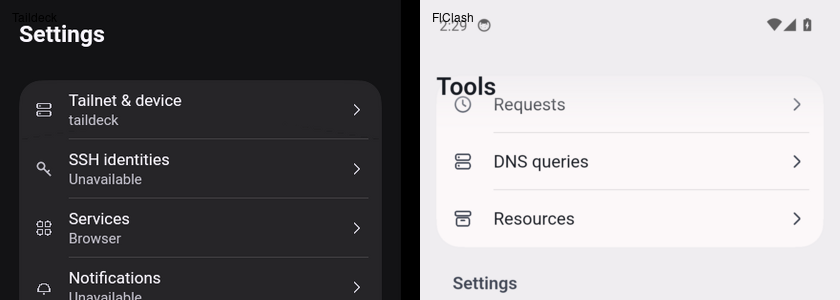 Taildeck
Settings
Tailnet & device
taildeck
SSH identities
Unavailable
Services
Browser
Notifications
Unavailable
FlClash
2:29
Tools
Requests
DNS queries
Resources
Settings